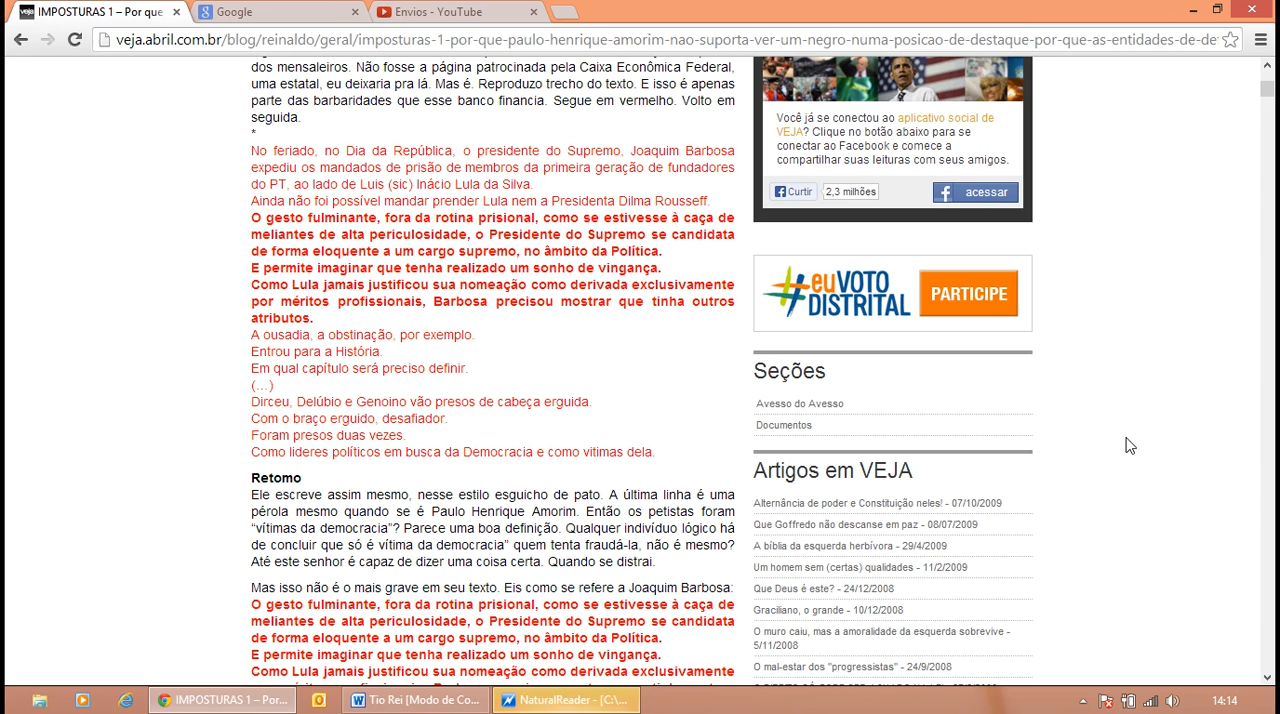 IMPOSTURAS 1 – Por que
Google
Envios - YouTube
veja.abril.com.br/blog/reinaldo/geral/imposturas-1-por-que-paulo-henrique-amorim-nao-suporta-ver-um-negro-numa-posicao-de-destaque-por-que-as-entidades-de-de
dos mensaleiros. Não fosse a página patrocinada pela Caixa Econômica Federal,
uma estatal, eu deixaria pra lá. Mas é. Reproduzo trecho do texto. E isso é apenas
parte das barbaridades que esse banco financia. Segue em vermelho. Volto em
seguida.
*
No feriado, no Dia da República, o presidente do Supremo, Joaquim Barbosa
expediu os mandados de prisão de membros da primeira geração de fundadores
do PT, ao lado de Luis (sic) Inácio Lula da Silva.
Ainda não foi possível mandar prender Lula nem a Presidenta Dilma Rousseff.
O gesto fulminante, fora da rotina prisional, como se estivesse à caça de
meliantes de alta periculosidade, o Presidente do Supremo se candidata
de forma eloquente a um cargo supremo, no âmbito da Política.
E permite imaginar que tenha realizado um sonho de vingança.
Como Lula jamais justificou sua nomeação como derivada exclusivamente
por méritos profissionais, Barbosa precisou mostrar que tinha outros
atributos.
A ousadia, a obstinação, por exemplo.
Entrou para a História.
Em qual capítulo será preciso definir.
(…)
Dirceu, Delúbio e Genoino vão presos de cabeça erguida.
Com o braço erguido, desafiador.
Foram presos duas vezes.
Como lideres políticos em busca da Democracia e como vitimas dela.
Retomo
Ele escreve assim mesmo, nesse estilo esguicho de pato. A última linha é uma
pérola mesmo quando se é Paulo Henrique Amorim. Então os petistas foram
“vítimas da democracia”? Parece uma boa definição. Qualquer indivíduo lógico há
de concluir que só é vítima da democracia” quem tenta fraudá-la, não é mesmo?
Até este senhor é capaz de dizer uma coisa certa. Quando se distrai.
Mas isso não é o mais grave em seu texto. Eis como se refere a Joaquim Barbosa:
O gesto fulminante, fora da rotina prisional, como se estivesse à caça de
meliantes de alta periculosidade, o Presidente do Supremo se candidata
de forma eloquente a um cargo supremo, no âmbito da Política.
E permite imaginar que tenha realizado um sonho de vingança.
Como Lula jamais justificou sua nomeação como derivada exclusivamente
Você já se conectou ao aplicativo social de
VEJA? Clique no botão abaixo para se
conectar ao Facebook e comece a
compartilhar suas leituras com seus amigos.
Curtir 2,3 milhões acessar
#euVOTO DISTRITAL
PARTICIPE
Seções
Avesso do Avesso
Documentos
Artigos em VEJA
Alternância de poder e Constituição neles! - 07/10/2009
Que Goffredo não descanse em paz - 08/07/2009
A bíblia da esquerda herbívora - 29/4/2009
Um homem sem (certas) qualidades - 11/2/2009
Que Deus é este? - 24/12/2008
Graciliano, o grande - 10/12/2008
O muro caiu, mas a amoralidade da esquerda sobrevive -
5/11/2008
O mal-estar dos "progressistas" - 24/9/2008
IMPOSTURAS 1 – Por...
Tio Rei [Modo de Co...
NaturalReader - [C:\...
14:14